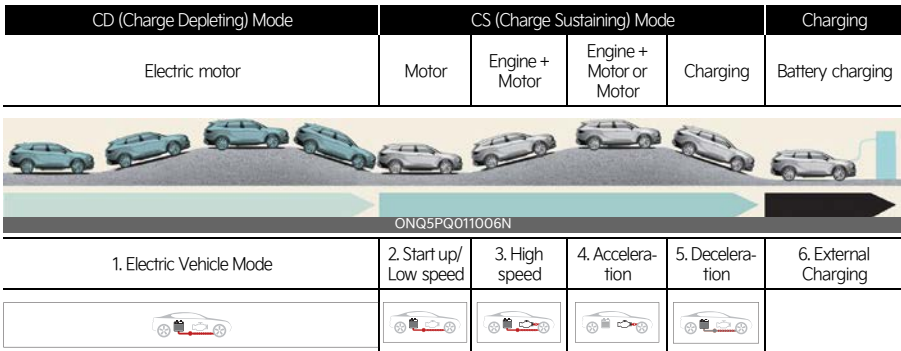 CD (Charge Depleting) Mode
CS (Charge Sustaining) Mode
Charging
Electric motor
Motor
Engine +
Motor
Engine +
Motor or
Motor
Charging
Battery charging
ONQ5PQ011006N
1. Electric Vehicle Mode
2. Start up/
Low speed
3. High
speed
4. Accelera-
tion
5. Decelera-
tion
6. External
Charging